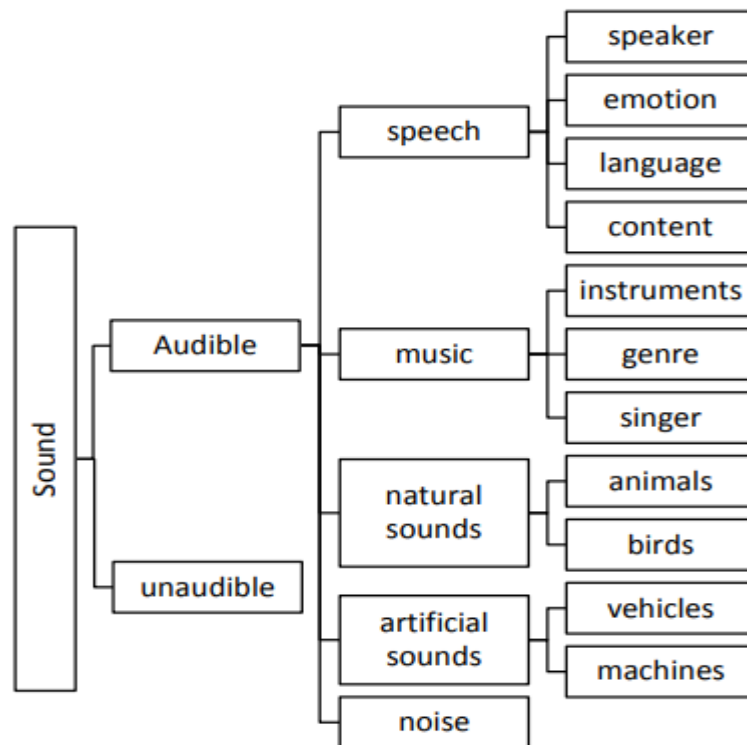 Sound
Audible
unaudible
speech
music
natural
sounds
artificial
sounds
noise
speaker
emotion
language
content
instruments
genre
singer
animals
birds
vehicles
machines